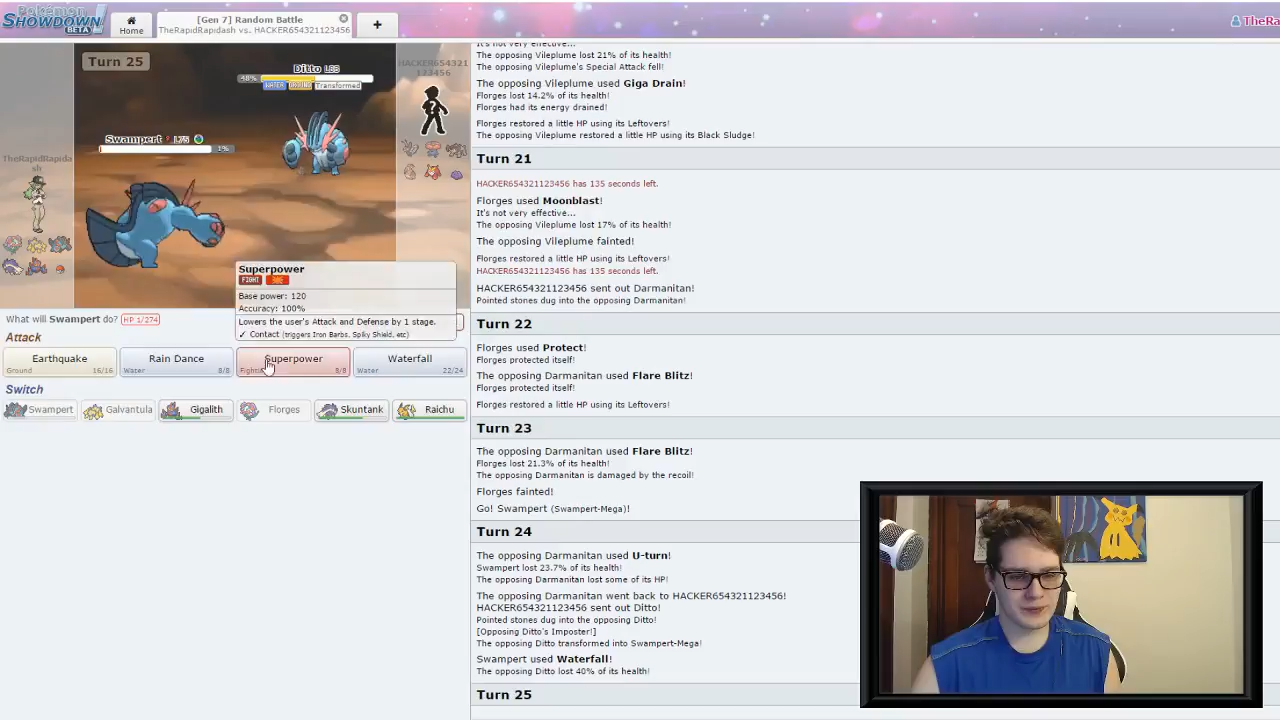 Pokémon
SHOWDOWN
BETA
Home
[Gen 7] Random Battle
TheRapidRapidash vs. HACKER654321123456
+
Turn 25
Ditto L83
48%
WATER
Transformed
HACKER654321
123456
Swampert L75
1%
TheRapidRapida
sh
Superpower
FIGHT
Base power: 120
Accuracy: 100%
Lowers the user's Attack and Defense by 1 stage.
✓ Contact (triggers Iron Barbs, Spiky Shield, etc)
What will Swampert do? HP 1/274
Attack
Earthquake
Ground 16/16
Rain Dance
Water 8/8
Superpower
8/8
Waterfall
Water 22/24
Switch
Swampert
Galvantula
Gigalith
Florges
Skuntank
Raichu
It's not very effective...
The opposing Vileplume lost 21% of its health!
The opposing Vileplume's Special Attack fell!
The opposing Vileplume used Giga Drain!
Florges lost 14.2% of its health!
Florges had its energy drained!
Florges restored a little HP using its Leftovers!
The opposing Vileplume restored a little HP using its Black Sludge!
Turn 21
HACKER654321123456 has 135 seconds left.
Florges used Moonblast!
It's not very effective...
The opposing Vileplume lost 17% of its health!
The opposing Vileplume fainted!
Florges restored a little HP using its Leftovers!
HACKER654321123456 has 135 seconds left.
HACKER654321123456 sent out Darmanitan!
Pointed stones dug into the opposing Darmanitan!
Turn 22
Florges used Protect!
Florges protected itself!
The opposing Darmanitan used Flare Blitz!
Florges protected itself!
Florges restored a little HP using its Leftovers!
Turn 23
The opposing Darmanitan used Flare Blitz!
Florges lost 21.3% of its health!
The opposing Darmanitan is damaged by the recoil!
Florges fainted!
Go! Swampert (Swampert-Mega)!
Turn 24
The opposing Darmanitan used U-turn!
Swampert lost 23.7% of its health!
The opposing Darmanitan lost some of its HP!
The opposing Darmanitan went back to HACKER654321123456!
HACKER654321123456 sent out Ditto!
Pointed stones dug into the opposing Ditto!
[Opposing Ditto's Imposter!]
The opposing Ditto transformed into Swampert-Mega!
Swampert used Waterfall!
The opposing Ditto lost 40% of its health!
Turn 25
TheRa